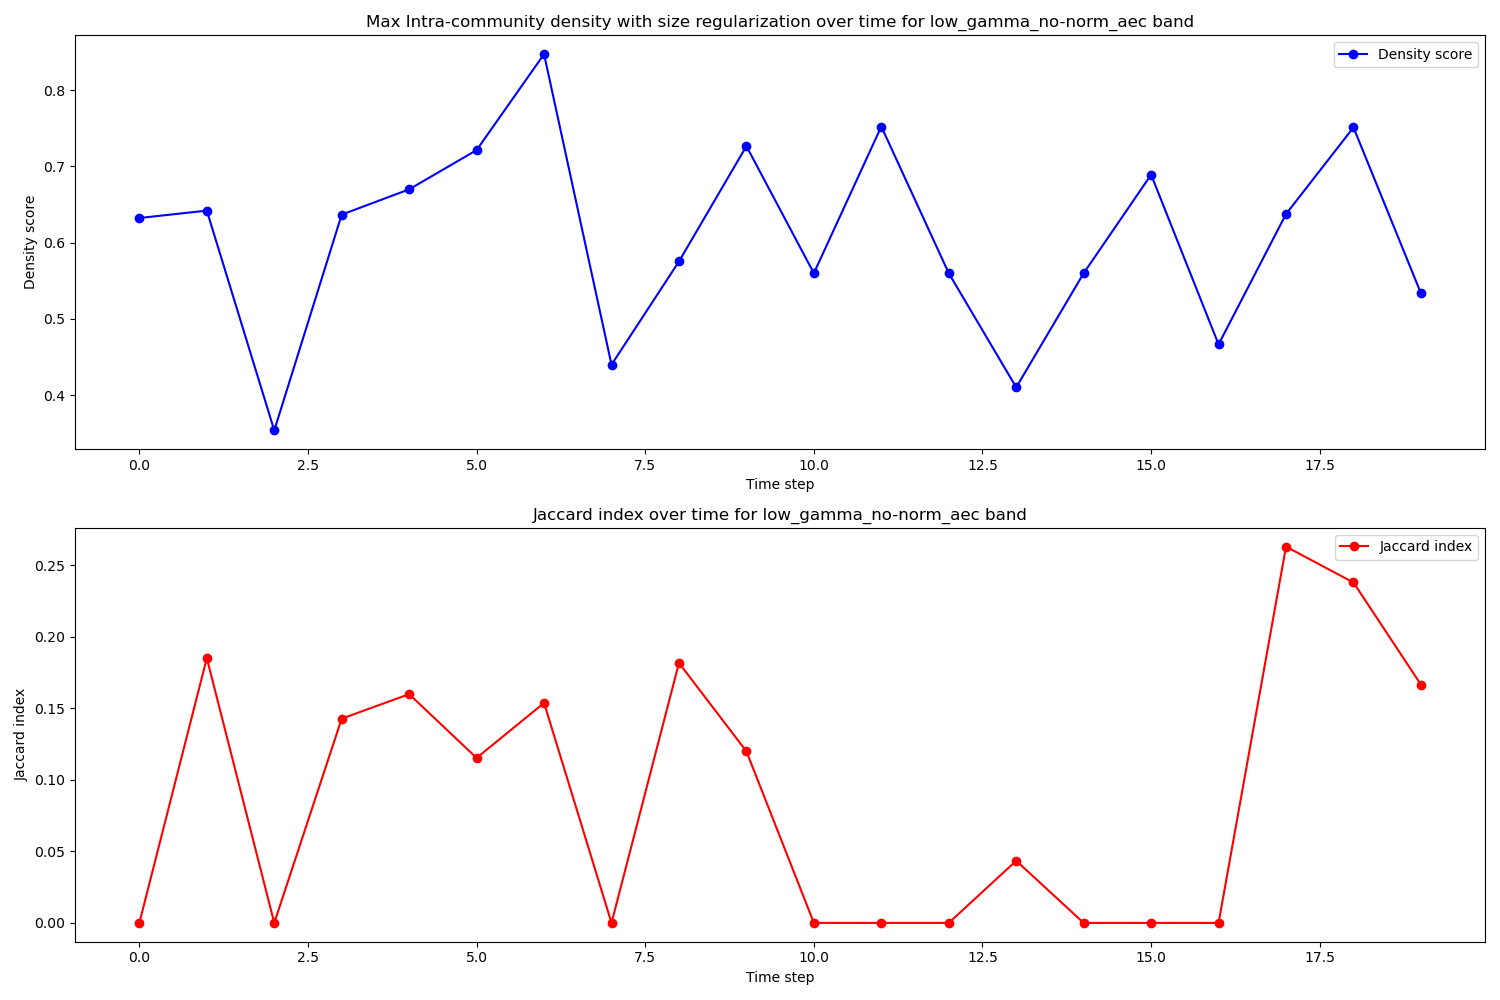 Max Intra-community density with size regularization over time for low_gamma_no-norm_aec band
Density score
0.8
0.7
0.6
0.5
0.4
Density score
0.0 2.5 5.0 7.5 10.0 12.5 15.0 17.5
Time step
Jaccard index over time for low_gamma_no-norm_aec band
Jaccard index
0.25
0.20
0.15
0.10
0.05
0.00
Jaccard index
0.0 2.5 5.0 7.5 10.0 12.5 15.0 17.5
Time step